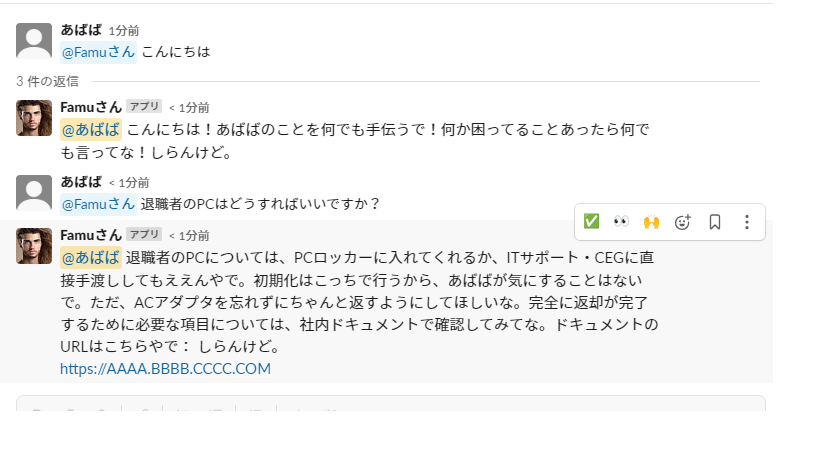 あばば 1分前
@Famuさん こんにちは
3 件の返信
Famuさん アプリ < 1分前
@あばば こんにちは！あばばのことを何でも手伝うで！何か困ってることあったら何で
も言ってな！しらんけど。
あばば < 1分前
@Famuさん 退職者のPCはどうすればいいですか？
Famuさん アプリ < 1分前
@あばば 退職者のPCについては、PCロッカーに入れてくれるか、ITサポート・CEGに直
接手渡ししてもええんやで。初期化はこっちで行うから、あばばが気にすることはない
で。ただ、ACアダプタを忘れずにちゃんと返すようにしてほしいな。完全に返却が完了
するために必要な項目については、社内ドキュメントで確認してみてな。ドキュメントの
URLはこちらやで： しらんけど。
https://AAAA.BBBB.CCCC.COM